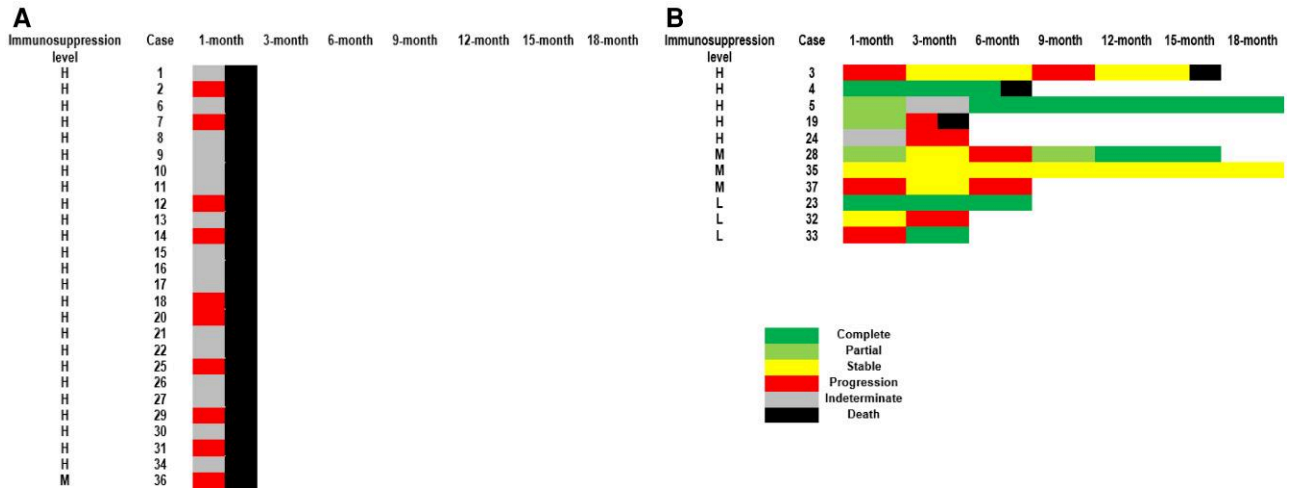 A
Immunosuppression level Case 1-month 3-month 6-month 9-month 12-month 15-month 18-month
H 1
H 2
H 6
H 7
H 8
H 9
H 10
H 11
H 12
H 13
H 14
H 15
H 16
H 17
H 18
H 20
H 21
H 22
H 25
H 26
H 27
H 29
H 30
H 31
H 34
M 36
B
Immunosuppression level Case 1-month 3-month 6-month 9-month 12-month 15-month 18-month
H 3
H 4
H 5
H 19
H 24
M 28
M 35
M 37
L 23
L 32
L 33
Complete
Partial
Stable
Progression
Indeterminate
Death